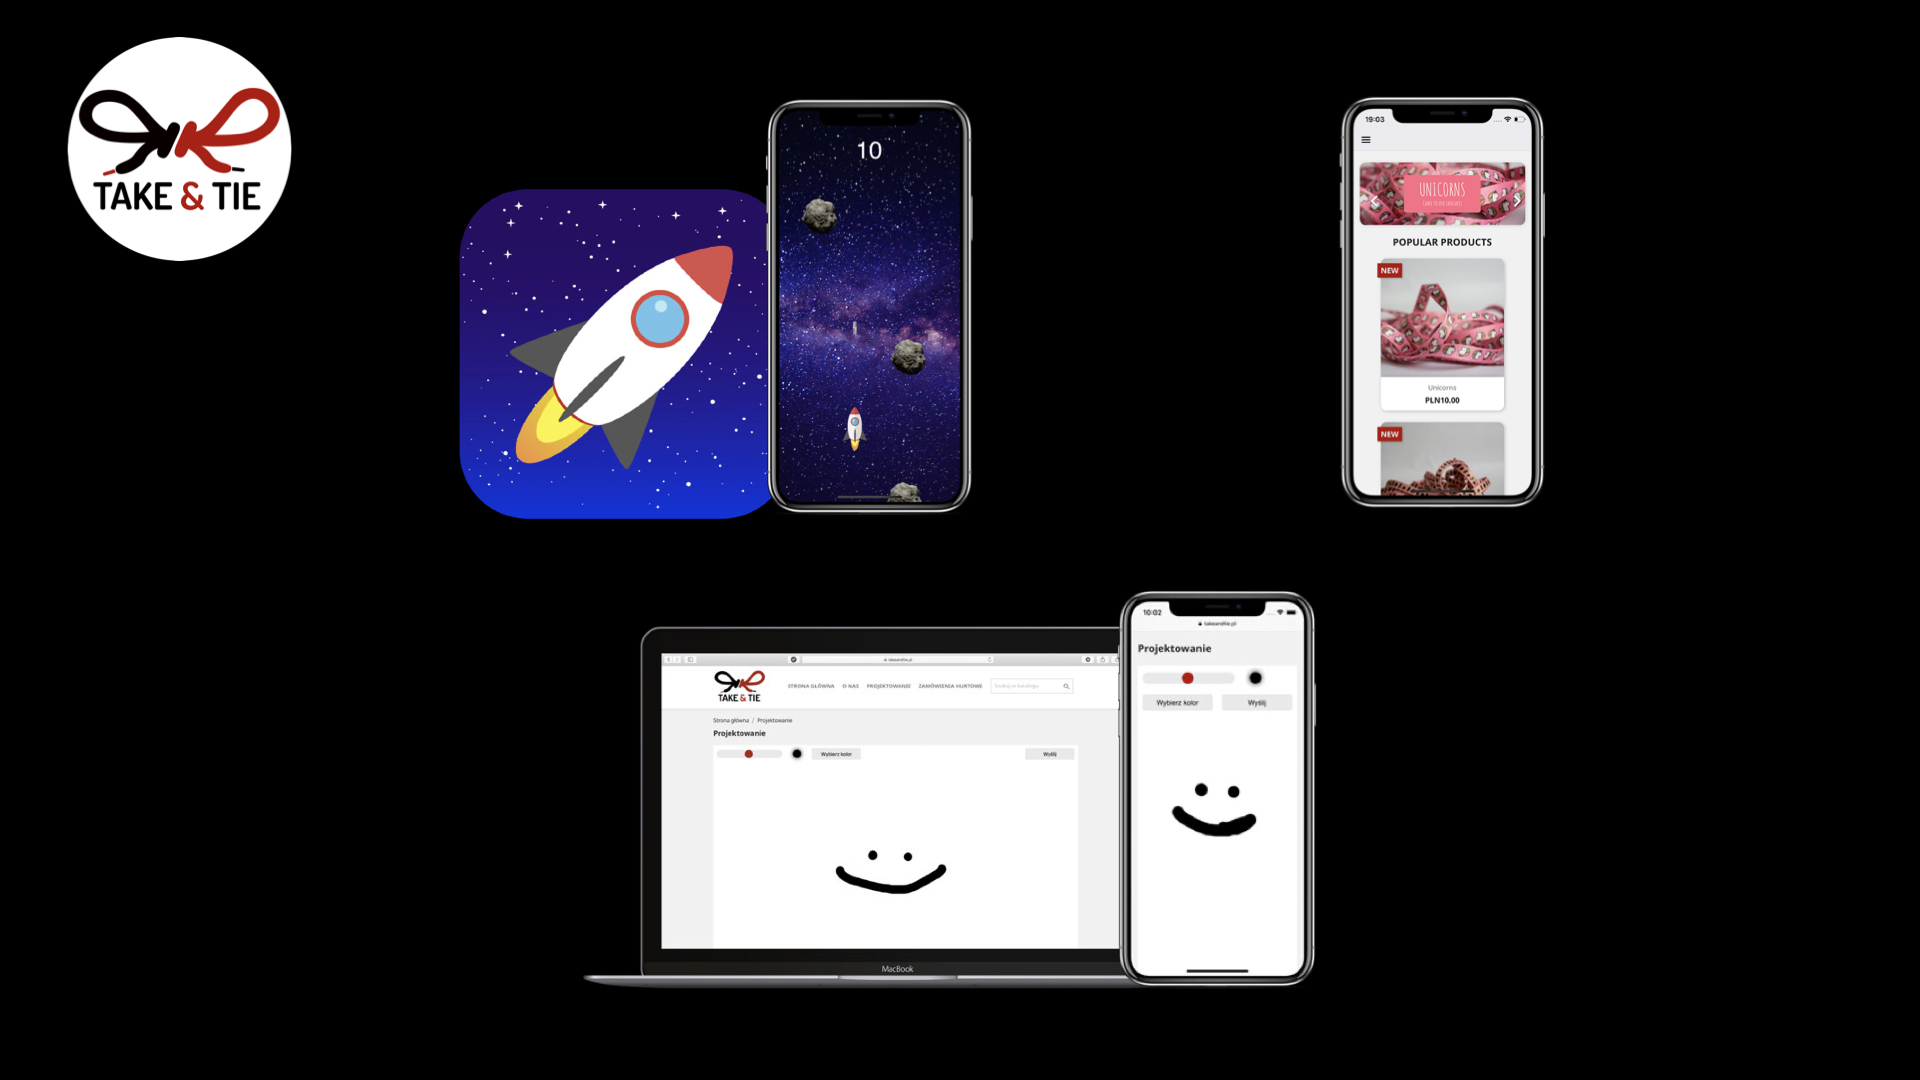 TAKE & TIE
10
19:03
UNICORNS
POPULAR PRODUCTS
NEW
Unicorns
PLN10.00
NEW
takeandtie.pl
TAKE & TIE
STRONA GŁÓWNA O NAS PROJEKTOWANIE ZAMÓWIENIA HURTOWE Szukaj w katalogu
Strona główna / Projektowanie
Projektowanie
Wybierz kolor Wyślij
MacBook
10:02
takeandtie.pl
Projektowanie
Wybierz kolor Wyślij